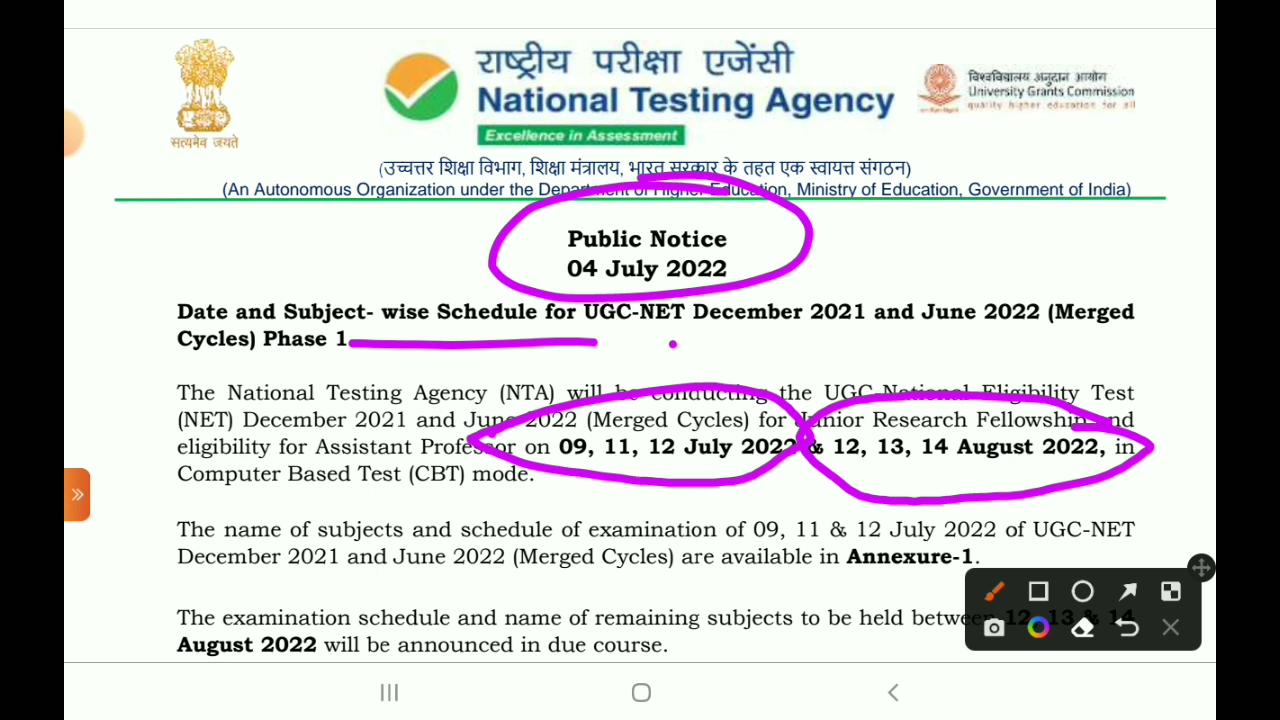 राष्ट्रीय परीक्षा एजेंसी
National Testing Agency
Excellence in Assessment
सत्यमेव जयते
विश्वविद्यालय अनुदान आयोग
University Grants Commission
quality higher education for all
(उच्चत्तर शिक्षा विभाग, शिक्षा मंत्रालय, भारत सरकार के तहत एक स्वायत्त संगठन)
(An Autonomous Organization under the Department of Higher Education, Ministry of Education, Government of India)
Public Notice
04 July 2022
Date and Subject- wise Schedule for UGC-NET December 2021 and June 2022 (Merged
Cycles) Phase 1
The National Testing Agency (NTA) will be conducting the UGC-National Eligibility Test
(NET) December 2021 and June 2022 (Merged Cycles) for Junior Research Fellowship and
eligibility for Assistant Professor on 09, 11, 12 July 2022 & 12, 13, 14 August 2022, in
Computer Based Test (CBT) mode.
The name of subjects and schedule of examination of 09, 11 & 12 July 2022 of UGC-NET
December 2021 and June 2022 (Merged Cycles) are available in Annexure-1.
The examination schedule and name of remaining subjects to be held between 12, 13 & 14
August 2022 will be announced in due course.